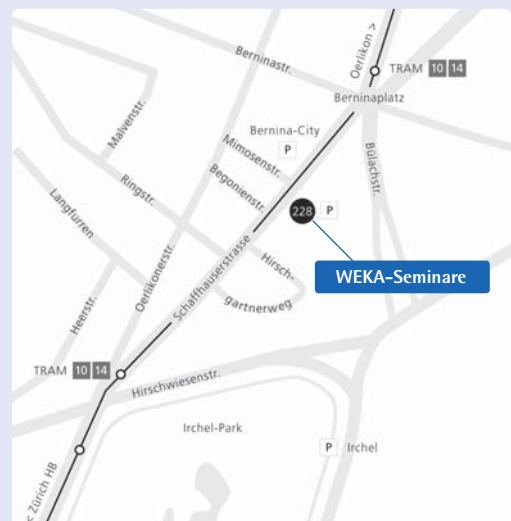 Oerlikon >
TRAM 10 14
Berninastr.
Berninaplatz
Malvenstr.
Bernina-City
P
Mimosenstr.
Bülachstr.
Begonienstr.
Ringstr.
228 P
Langfurren
Oerlikonerstr.
Schaffhauserstrasse
Hirsch-
gartnerweg
WEKA-Seminare
Heerstr.
TRAM 10 14
Hirschwiesenstr.
Irchel-Park
P Irchel
< Zürich HB